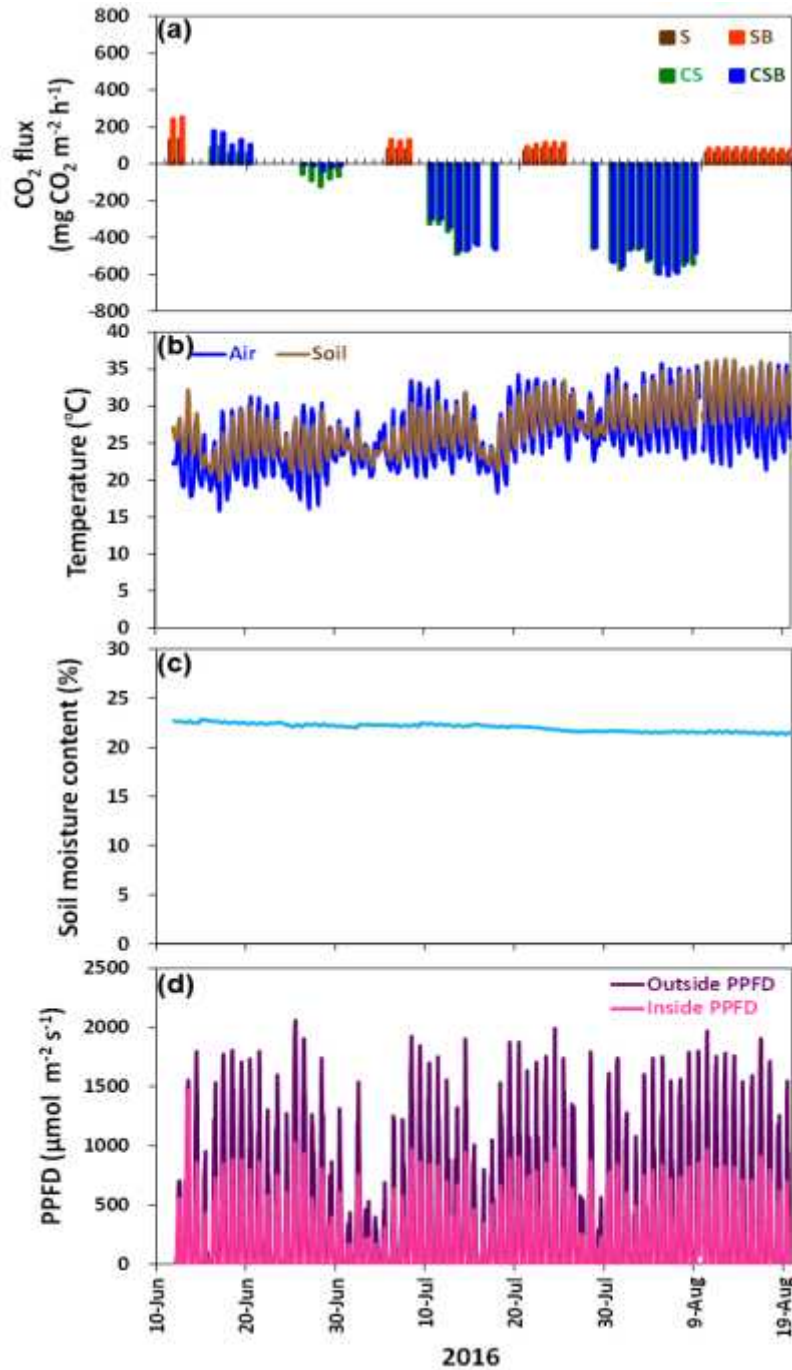 (a)
S SB
CS CSB
800
600
400
200
0
-200
-400
-600
-800
CO₂ flux
(mg CO₂ m⁻² h⁻¹)
(b)
Air Soil
40
35
30
25
20
15
10
5
0
Temperature (°C)
(c)
30
25
20
15
10
5
0
Soil moisture content (%)
(d)
Outside PPFD
Inside PPFD
2500
2000
1500
1000
500
0
PPFD (µmol m⁻² s⁻¹)
10-Jun
20-Jun
30-Jun
10-Jul
20-Jul
30-Jul
9-Aug
19-Aug
2016